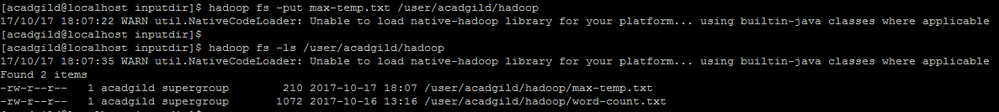 [acadgild@localhost inputdir]$ hadoop fs -put max-temp.txt /user/acadgild/hadoop
17/10/17 18:07:22 WARN util.NativeCodeLoader: Unable to load native-hadoop library for your platform... using builtin-java classes where applicable
[acadgild@localhost inputdir]$
[acadgild@localhost inputdir]$ hadoop fs -ls /user/acadgild/hadoop
17/10/17 18:07:35 WARN util.NativeCodeLoader: Unable to load native-hadoop library for your platform... using builtin-java classes where applicable
Found 2 items
-rw-r--r--   1 acadgild supergroup        210 2017-10-17 18:07 /user/acadgild/hadoop/max-temp.txt
-rw-r--r--   1 acadgild supergroup       1072 2017-10-16 13:16 /user/acadgild/hadoop/word-count.txt